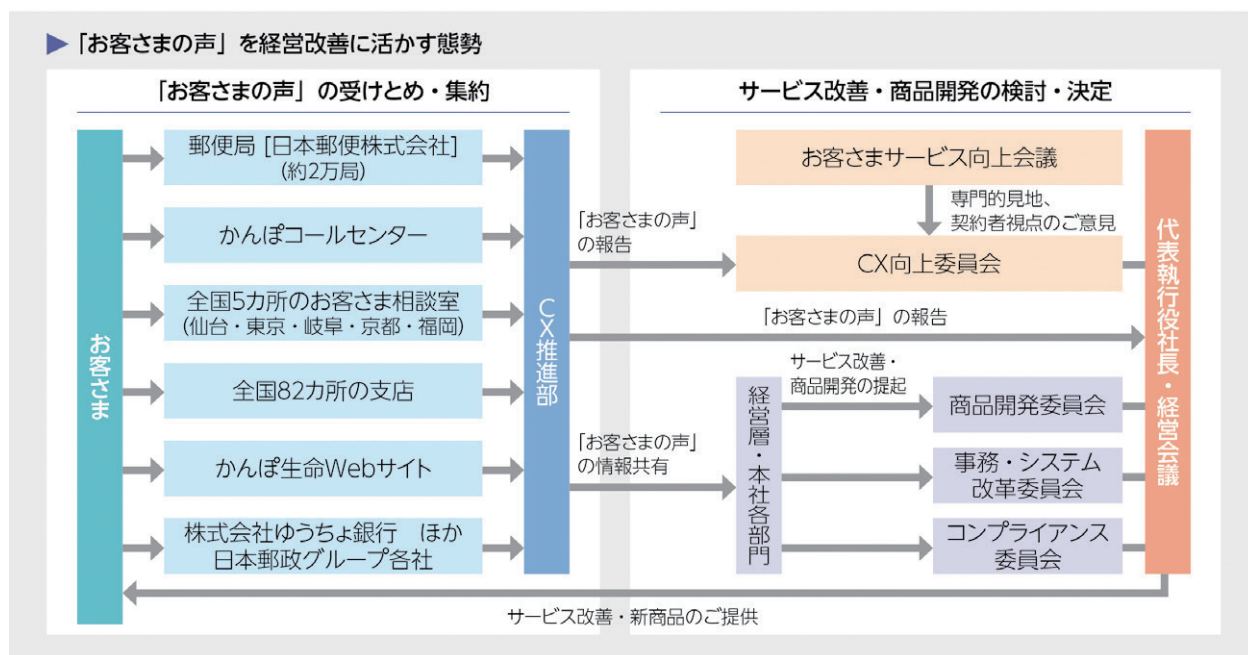 ▶「お客さまの声」を経営改善に活かす態勢
「お客さまの声」の受けとめ・集約
お客さま
郵便局 [日本郵便株式会社]
(約2万局)
かんぽコールセンター
全国5カ所のお客さま相談室
(仙台・東京・岐阜・京都・福岡)
全国82カ所の支店
かんぽ生命Webサイト
株式会社ゆうちょ銀行　ほか
日本郵政グループ各社
CX推進部
サービス改善・商品開発の検討・決定
「お客さまの声」
の報告
お客さまサービス向上会議
専門的見地、
契約者視点のご意見
CX向上委員会
「お客さまの声」の報告
「お客さまの声」
の情報共有
経営層・本社各部門
サービス改善・
商品開発の提起
商品開発委員会
事務・システム
改革委員会
コンプライアンス
委員会
代表執行役社長・経営会議
サービス改善・新商品のご提供